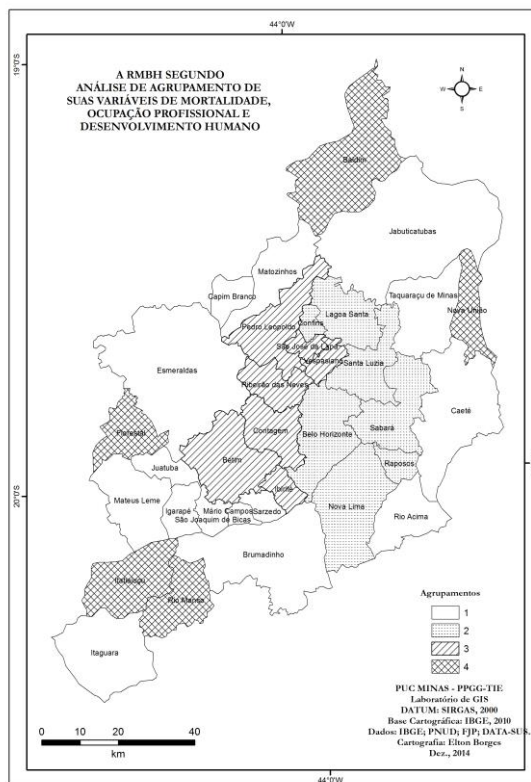 44°0'W
19°0'S
A RMBH SEGUNDO
ANÁLISE DE AGRUPAMENTO DE
SUAS VARIÁVEIS DE MORTALIDADE,
OCUPAÇÃO PROFISSIONAL E
DESENVOLVIMENTO HUMANO
N
W E
S
Baldim
Jaboticatubas
Matozinhos
Capim Branco
Taquaraçu de Minas
Nova União
Lagoa Santa
Confins
Pedro Leopoldo
São José da Lapa
Vespasiano
Santa Luzia
Esmeraldas
Ribeirão das Neves
Caeté
Contagem
Sabará
Belo Horizonte
Florestal
Betim
Raposos
Juatuba
Ibirité
Mateus Leme
Nova Lima
Rio Acima
Igarapé
Mário Campos
Sarzedo
São Joaquim de Bicas
20°0'S
Brumadinho
Itatiaiuçu
Rio Manso
Itaguara
Agrupamentos
1
2
3
4
PUC MINAS - PPGG-TIE
Laboratório de GIS
DATUM: SIRGAS, 2000
Base Cartográfica: IBGE, 2010
Dados: IBGE; PNUD; FJP; DATA-SUS.
Cartografia: Elton Borges
Dez., 2014
0 10 20 40
km
44°0'W